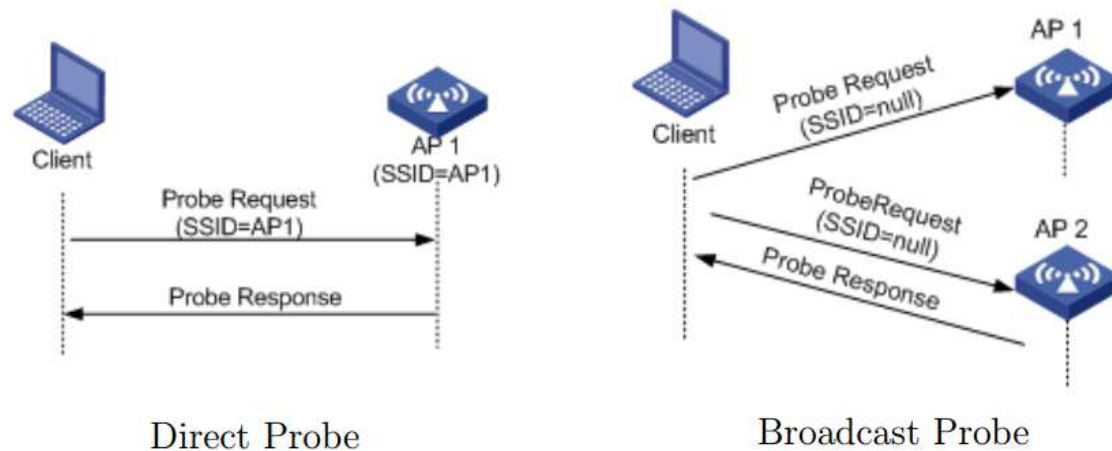 Client
AP 1
(SSID=AP1)
Probe Request
(SSID=AP1)
Probe Response
Direct Probe
AP 1
Client
Probe Request
(SSID=null)
ProbeRequest
(SSID=null)
AP 2
Probe Response
Broadcast Probe